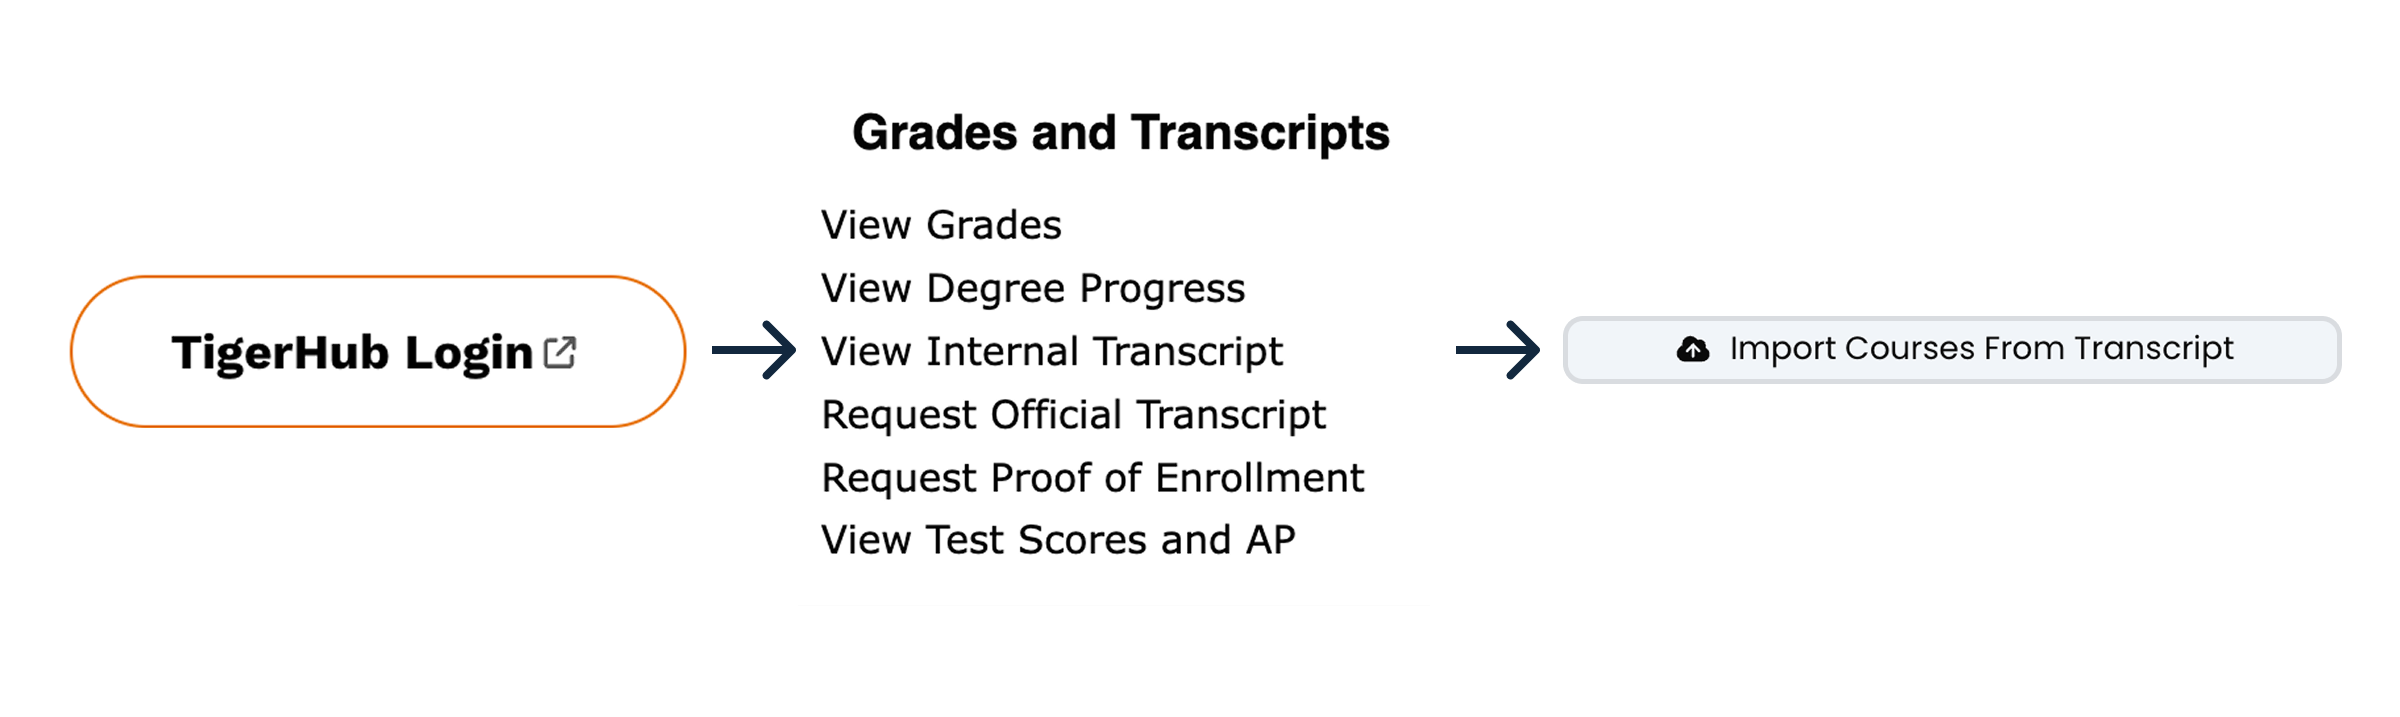 TigerHub Login
Grades and Transcripts
View Grades
View Degree Progress
View Internal Transcript
Request Official Transcript
Request Proof of Enrollment
View Test Scores and AP
Import Courses From Transcript